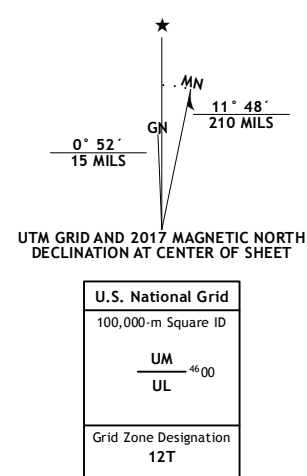 ★
MN
GN
11° 48´
210 MILS
0° 52´
15 MILS
UTM GRID AND 2017 MAGNETIC NORTH
DECLINATION AT CENTER OF SHEET
U.S. National Grid
100,000-m Square ID
UM
4600
UL
Grid Zone Designation
12T